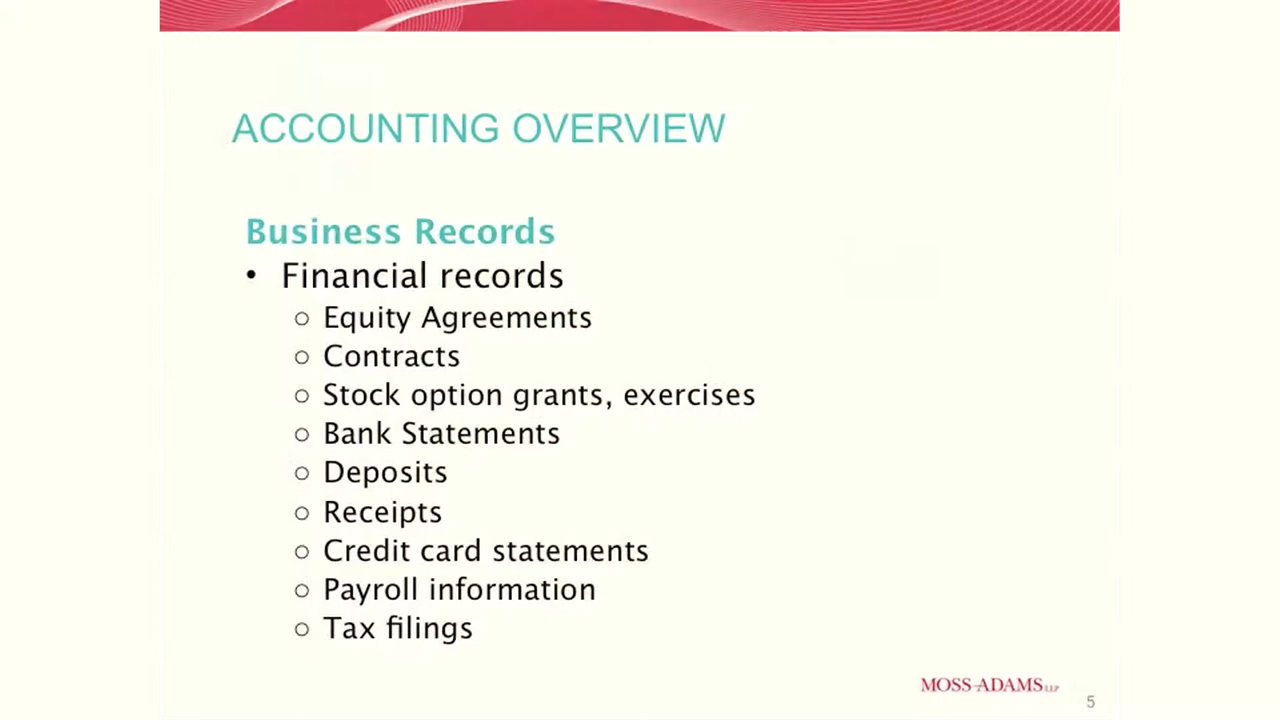 ACCOUNTING OVERVIEW
Business Records
• Financial records
○ Equity Agreements
○ Contracts
○ Stock option grants, exercises
○ Bank Statements
○ Deposits
○ Receipts
○ Credit card statements
○ Payroll information
○ Tax filings
MOSS-ADAMS LLP
5